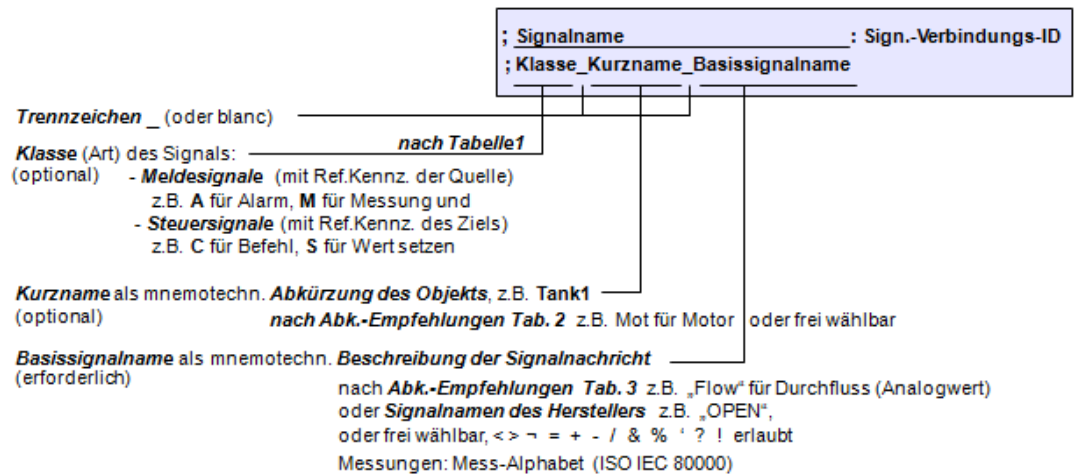 ; Signalname : Sign.-Verbindungs-ID
; Klasse_Kurzname_Basissignalname
Trennzeichen _ (oder blanc)
nach Tabelle1
Klasse (Art) des Signals:
(optional) - Meldesignale (mit Ref.Kennz. der Quelle)
z.B. A für Alarm, M für Messung und
- Steuersignale (mit Ref.Kennz. des Ziels)
z.B. C für Befehl, S für Wert setzen
Kurzname als mnemotechn. Abkürzung des Objekts, z.B. Tank1
(optional) nach Abk.-Empfehlungen Tab. 2 z.B. Mot für Motor oder frei wählbar
Basissignalname als mnemotechn. Beschreibung der Signalnachricht
(erforderlich)
nach Abk.-Empfehlungen Tab. 3 z.B. „Flow“ für Durchfluss (Analogwert)
oder Signalnamen des Herstellers z.B. „OPEN“,
oder frei wählbar, < > ¬ = + - / & % ‘ ? ! erlaubt
Messungen: Mess-Alphabet (ISO IEC 80000)